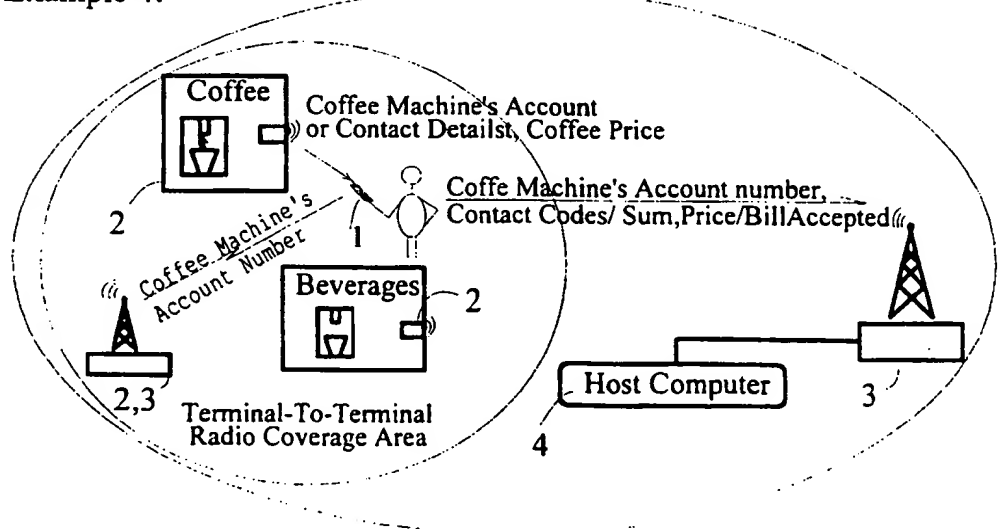 Example 4:
Coffee
Coffee Machine's Account
or Contact Detailst, Coffee Price
2
1
Coffe Machine's Account number,
Contact Codes/ Sum,Price/BillAccepted
Coffee Machine's
Account Number
Beverages
2
2,3
Terminal-To-Terminal
Radio Coverage Area
Host Computer
4
3